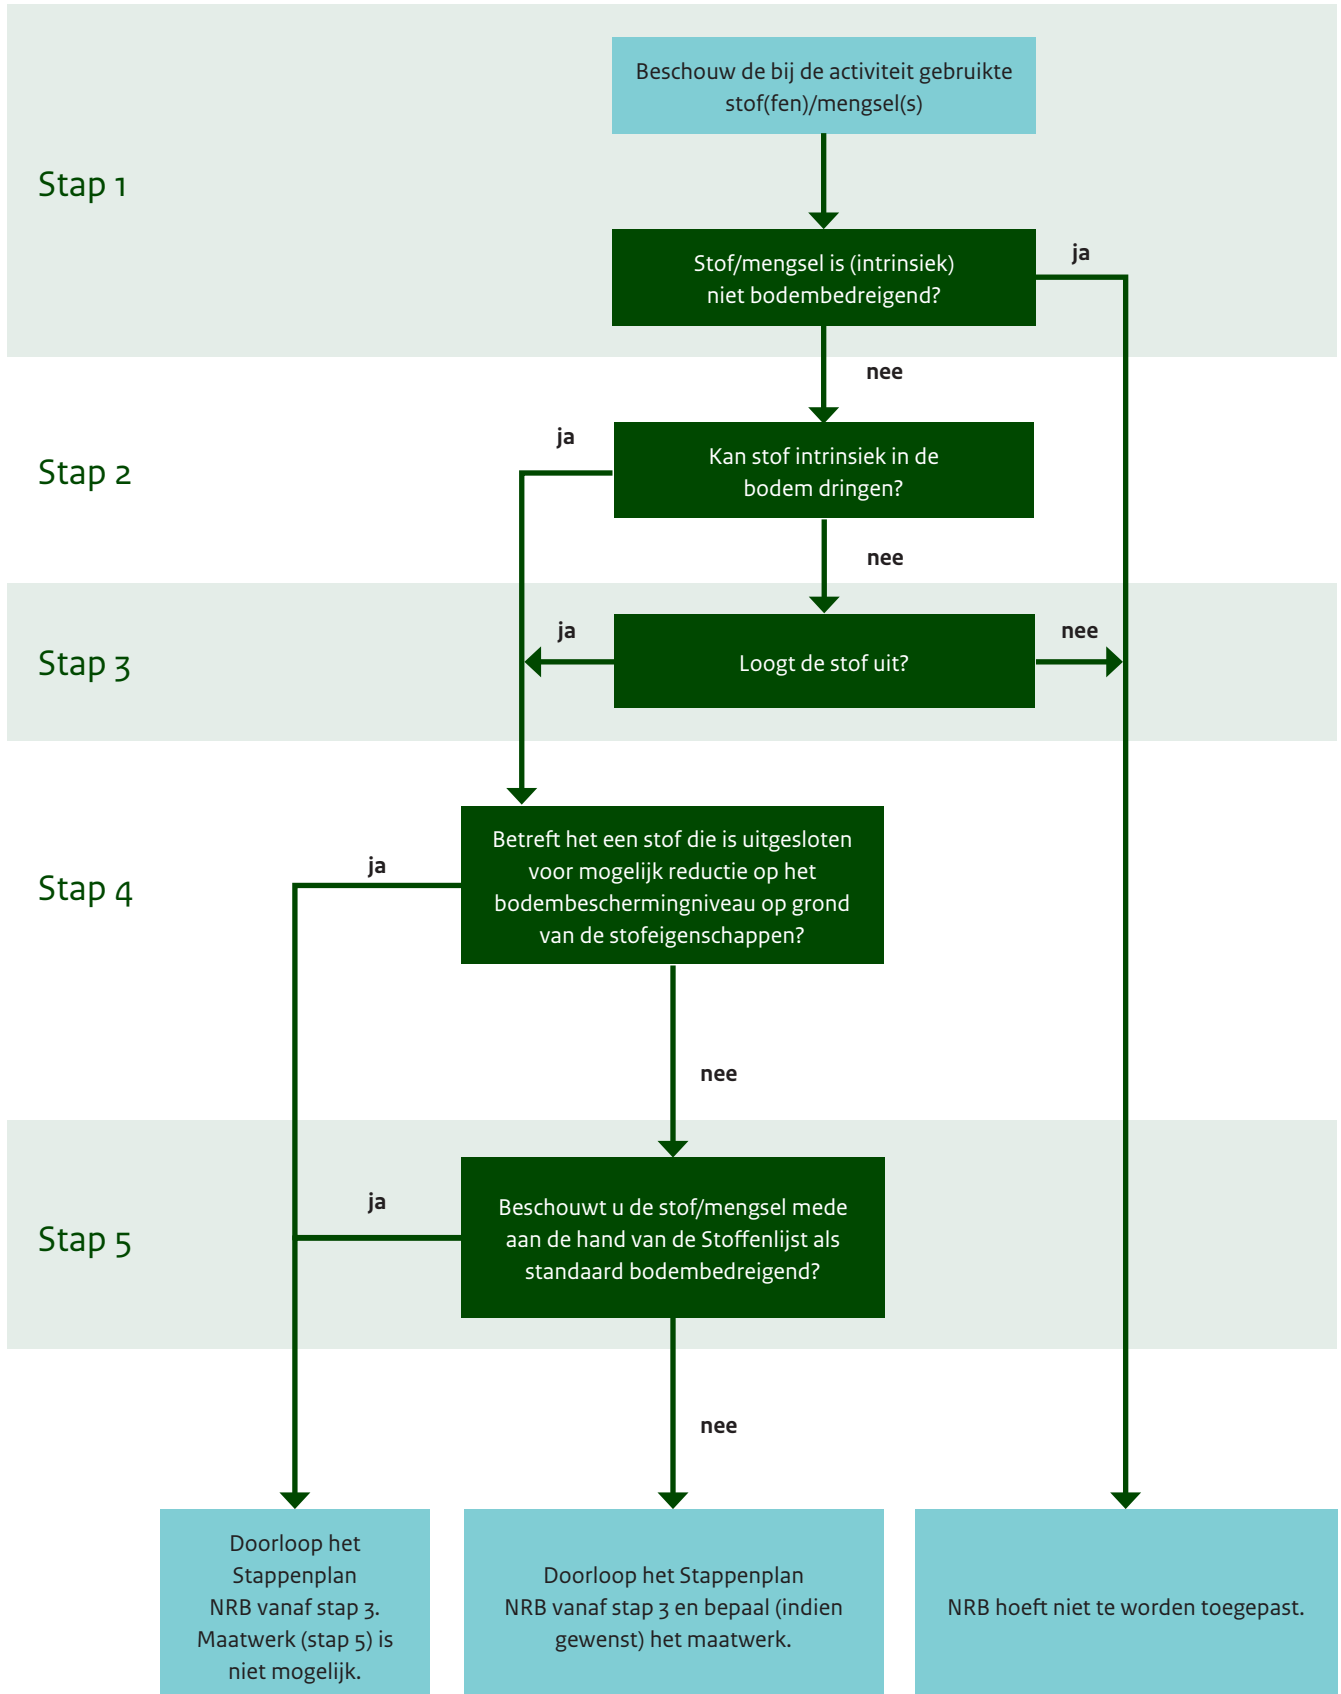 Beschouw de bij de activiteit gebruikte
stof(fen)/mengsel(s)
Stap 1
Stof/mengsel is (intrinsiek)
niet bodembedreigend?
ja
nee
Stap 2
ja
Kan stof intrinsiek in de
bodem dringen?
nee
Stap 3
ja
Loogt de stof uit?
nee
Stap 4
ja
Betreft het een stof die is uitgesloten
voor mogelijk reductie op het
bodembeschermingniveau op grond
van de stofeigenschappen?
nee
Stap 5
ja
Beschouwt u de stof/mengsel mede
aan de hand van de Stoffenlijst als
standaard bodembedreigend?
nee
Doorloop het
Stappenplan
NRB vanaf stap 3.
Maatwerk (stap 5) is
niet mogelijk.
Doorloop het Stappenplan
NRB vanaf stap 3 en bepaal (indien
gewenst) het maatwerk.
NRB hoeft niet te worden toegepast.